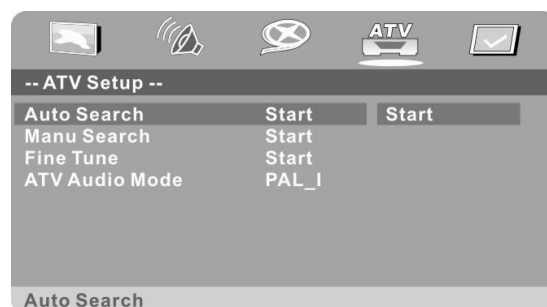 ATV
-- ATV Setup --
Auto Search Start Start
Manu Search Start
Fine Tune Start
ATV Audio Mode PAL_I
Auto Search